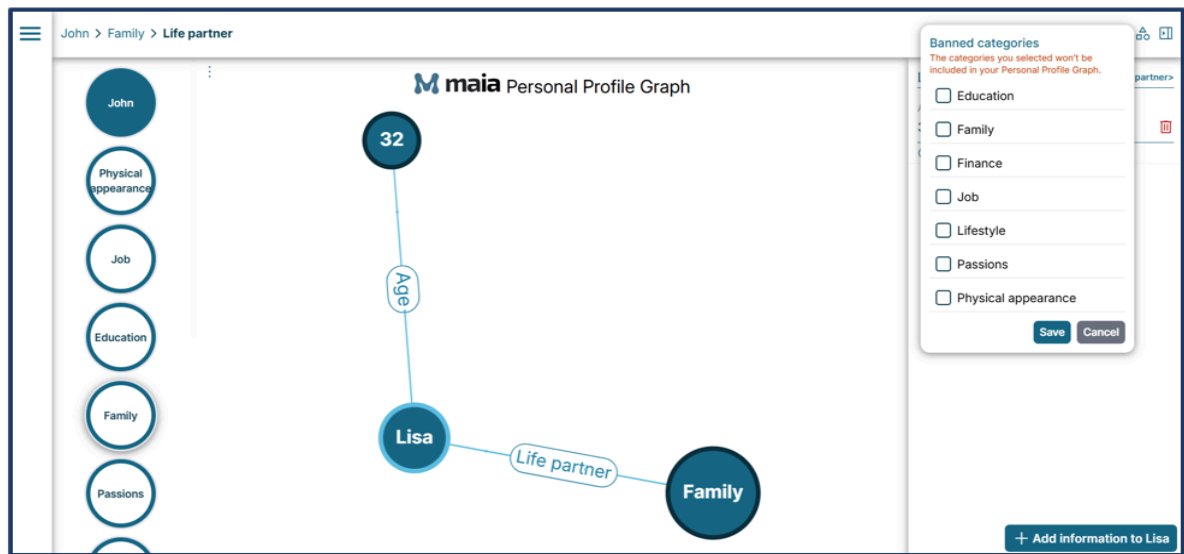 John > Family > Life partner
John
Physical
appearance
Job
Education
Family
Passions
maia Personal Profile Graph
32
Age
Lisa
Life partner
Family
Banned categories
The categories you selected won't be
included in your Personal Profile Graph.
Education
Family
Finance
Job
Lifestyle
Passions
Physical appearance
Save Cancel
partner>
+ Add information to Lisa